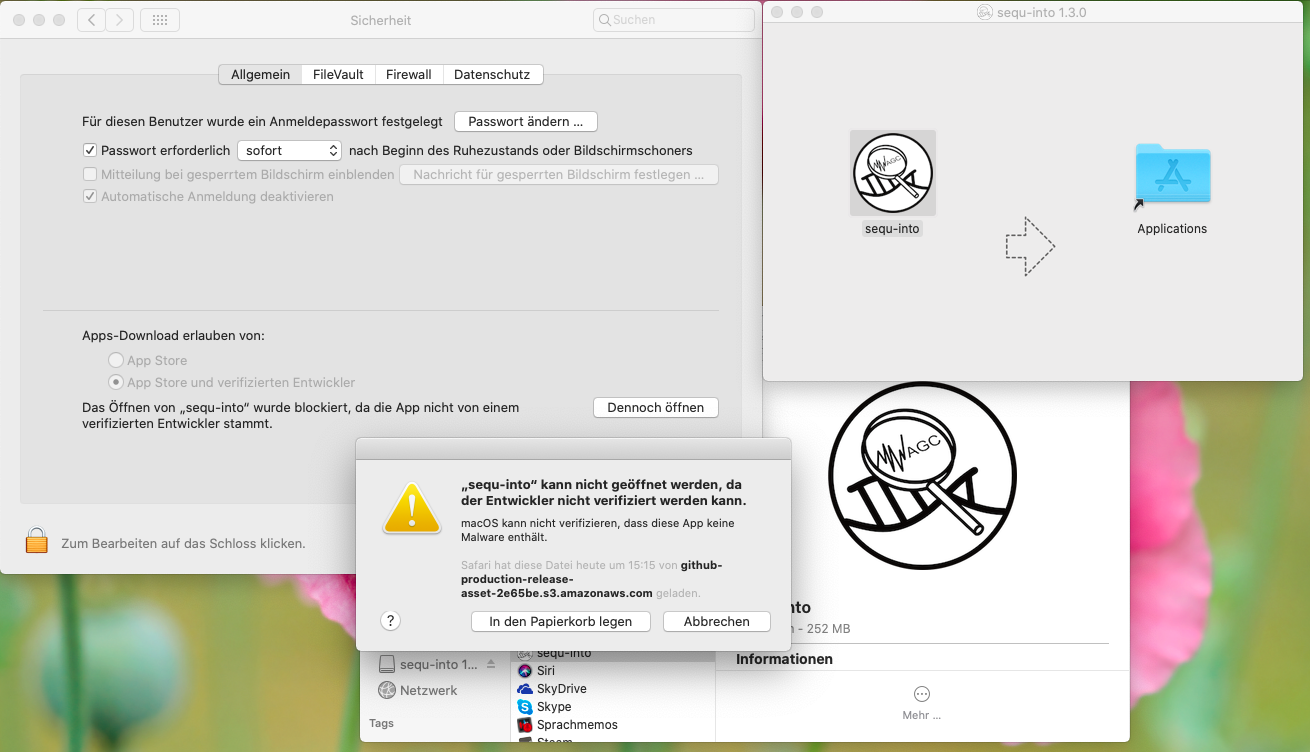 Sicherheit
Suchen
Allgemein
FileVault
Firewall
Datenschutz
Für diesen Benutzer wurde ein Anmeldepasswort festgelegt
Passwort ändern ...
Passwort erforderlich
sofort
nach Beginn des Ruhezustands oder Bildschirmschoners
Mitteilung bei gesperrtem Bildschirm einblenden
Nachricht für gesperrten Bildschirm festlegen ...
Automatische Anmeldung deaktivieren
Apps-Download erlauben von:
App Store
App Store und verifizierten Entwickler
Das Öffnen von „sequ-into“ wurde blockiert, da die App nicht von einem
verifizierten Entwickler stammt.
Dennoch öffnen
Zum Bearbeiten auf das Schloss klicken.
sequ-into 1.3.0
AGC
sequ-into
Applications
„sequ-into“ kann nicht geöffnet werden, da
der Entwickler nicht verifiziert werden kann.
macOS kann nicht verifizieren, dass diese App keine
Malware enthält.
Safari hat diese Datei heute um 15:15 von github-
production-release-
asset-2e65be.s3.amazonaws.com geladen.
?
In den Papierkorb legen
Abbrechen
AGC
nto
- 252 MB
Informationen
Mehr ...
sequ-into 1...
Netzwerk
Tags
sequ-into
Siri
SkyDrive
Skype
Sprachmemos
Steam